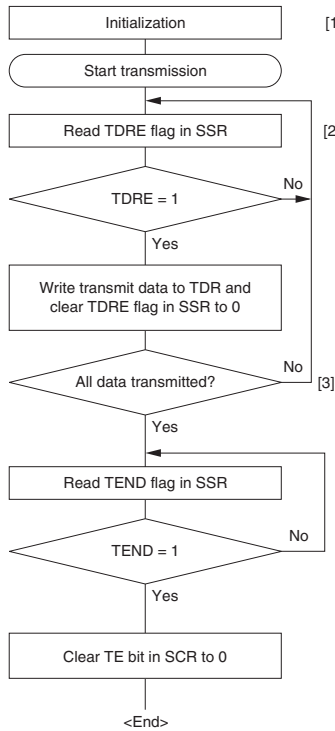 Initialization
[1
Start transmission
Read TDRE flag in SSR
[2
TDRE = 1
No
Yes
Write transmit data to TDR and
clear TDRE flag in SSR to 0
All data transmitted?
No
[3]
Yes
Read TEND flag in SSR
TEND = 1
No
Yes
Clear TE bit in SCR to 0
<End>